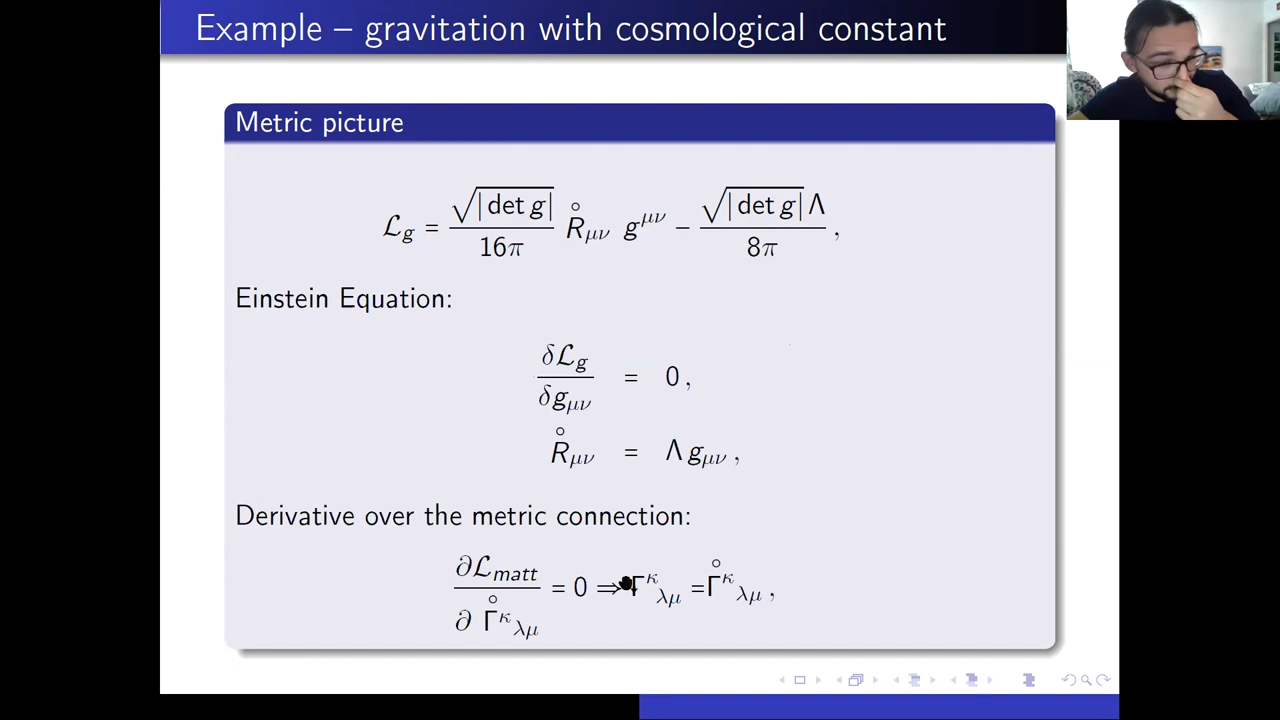 Example – gravitation with cosmological constant
Metric picture
ℒ_g = √|det g| / 16π R̊_μν g^μν − √|det g| Λ / 8π ,
Einstein Equation:
δℒ_g / δg_μν = 0 ,
R̊_μν = Λ g_μν ,
Derivative over the metric connection:
∂ℒ_matt / ∂ Γ̊^κ_λμ = 0 ⇒ Γ^κ_λμ = Γ̊^κ_λμ ,